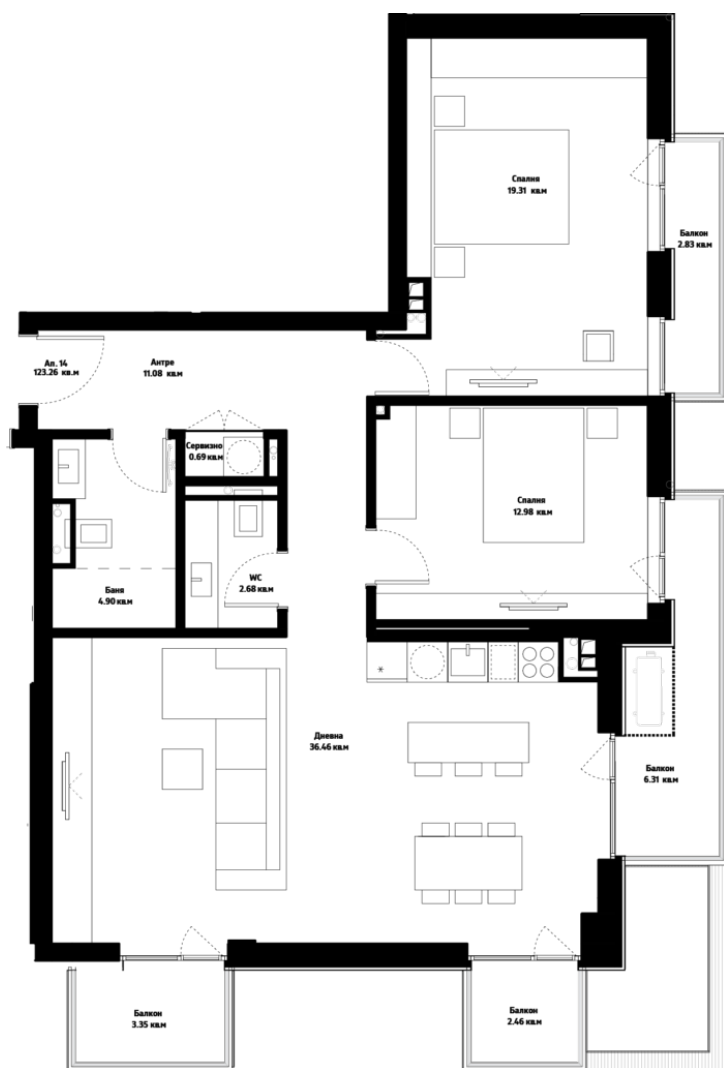 Спалня
19.31 кв.м
Балкон
2.83 кв.м
Ап. 14
123.26 кв.м
Антре
11.08 кв.м
Сервизно
0.69 кв.м
Спалня
12.98 кв.м
WC
2.68 кв.м
Баня
4.90 кв.м
Дневна
36.46 кв.м
Балкон
6.31 кв.м
Балкон
3.35 кв.м
Балкон
2.46 кв.м